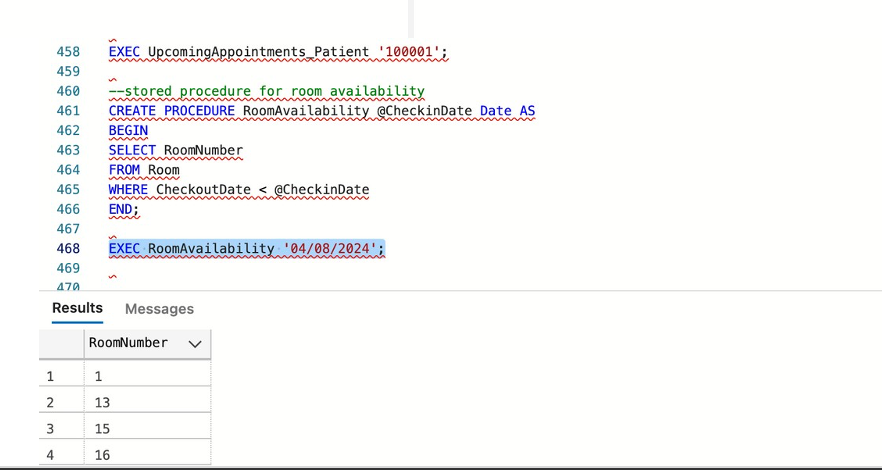 458 EXEC UpcomingAppointments_Patient '100001';
459
460 --stored procedure for room availability
461 CREATE PROCEDURE RoomAvailability @CheckinDate Date AS
462 BEGIN
463 SELECT RoomNumber
464 FROM Room
465 WHERE CheckoutDate < @CheckinDate
466 END;
467
468 EXEC RoomAvailability '04/08/2024';
469
470
Results Messages
RoomNumber
1 1
2 13
3 15
4 16